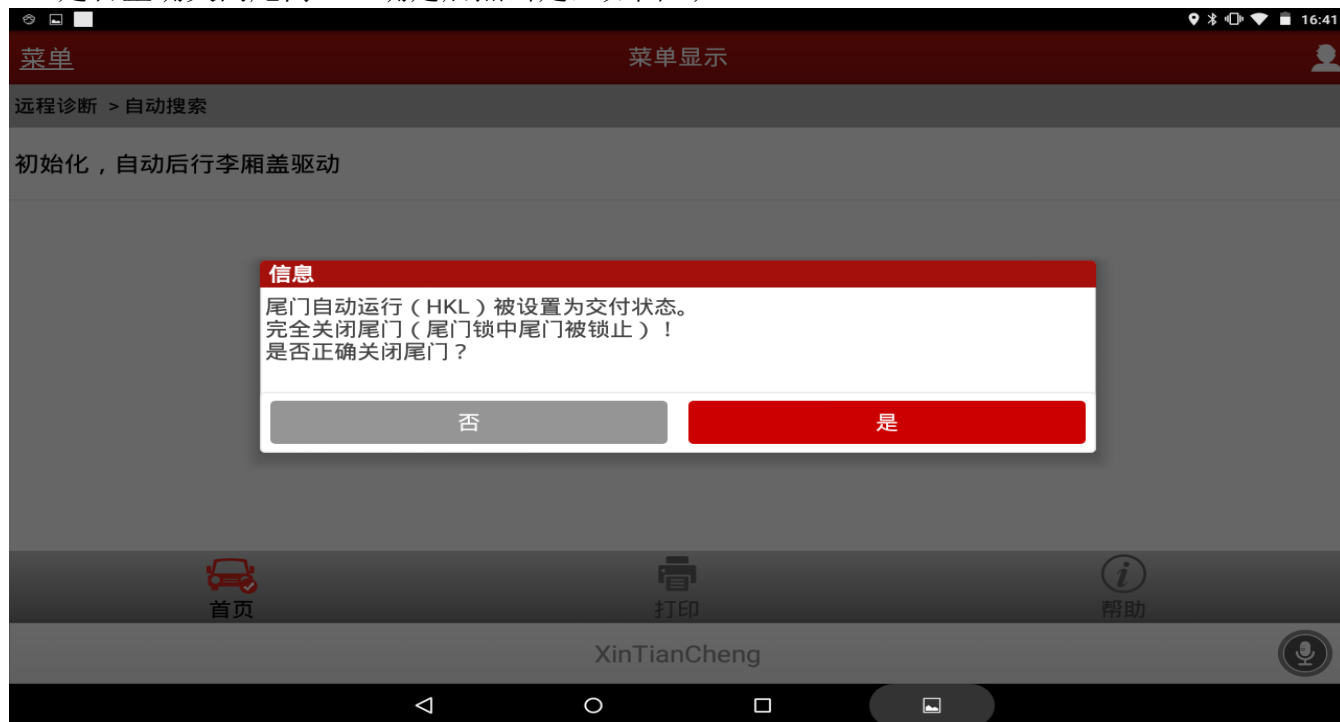 16:41
菜单
菜单显示
远程诊断 >自动搜索
初始化，自动后行李厢盖驱动
信息
尾门自动运行（HKL）被设置为交付状态。
完全关闭尾门（尾门锁中尾门被锁止）！
是否正确关闭尾门？
否
是
首页
打印
帮助
XinTianCheng